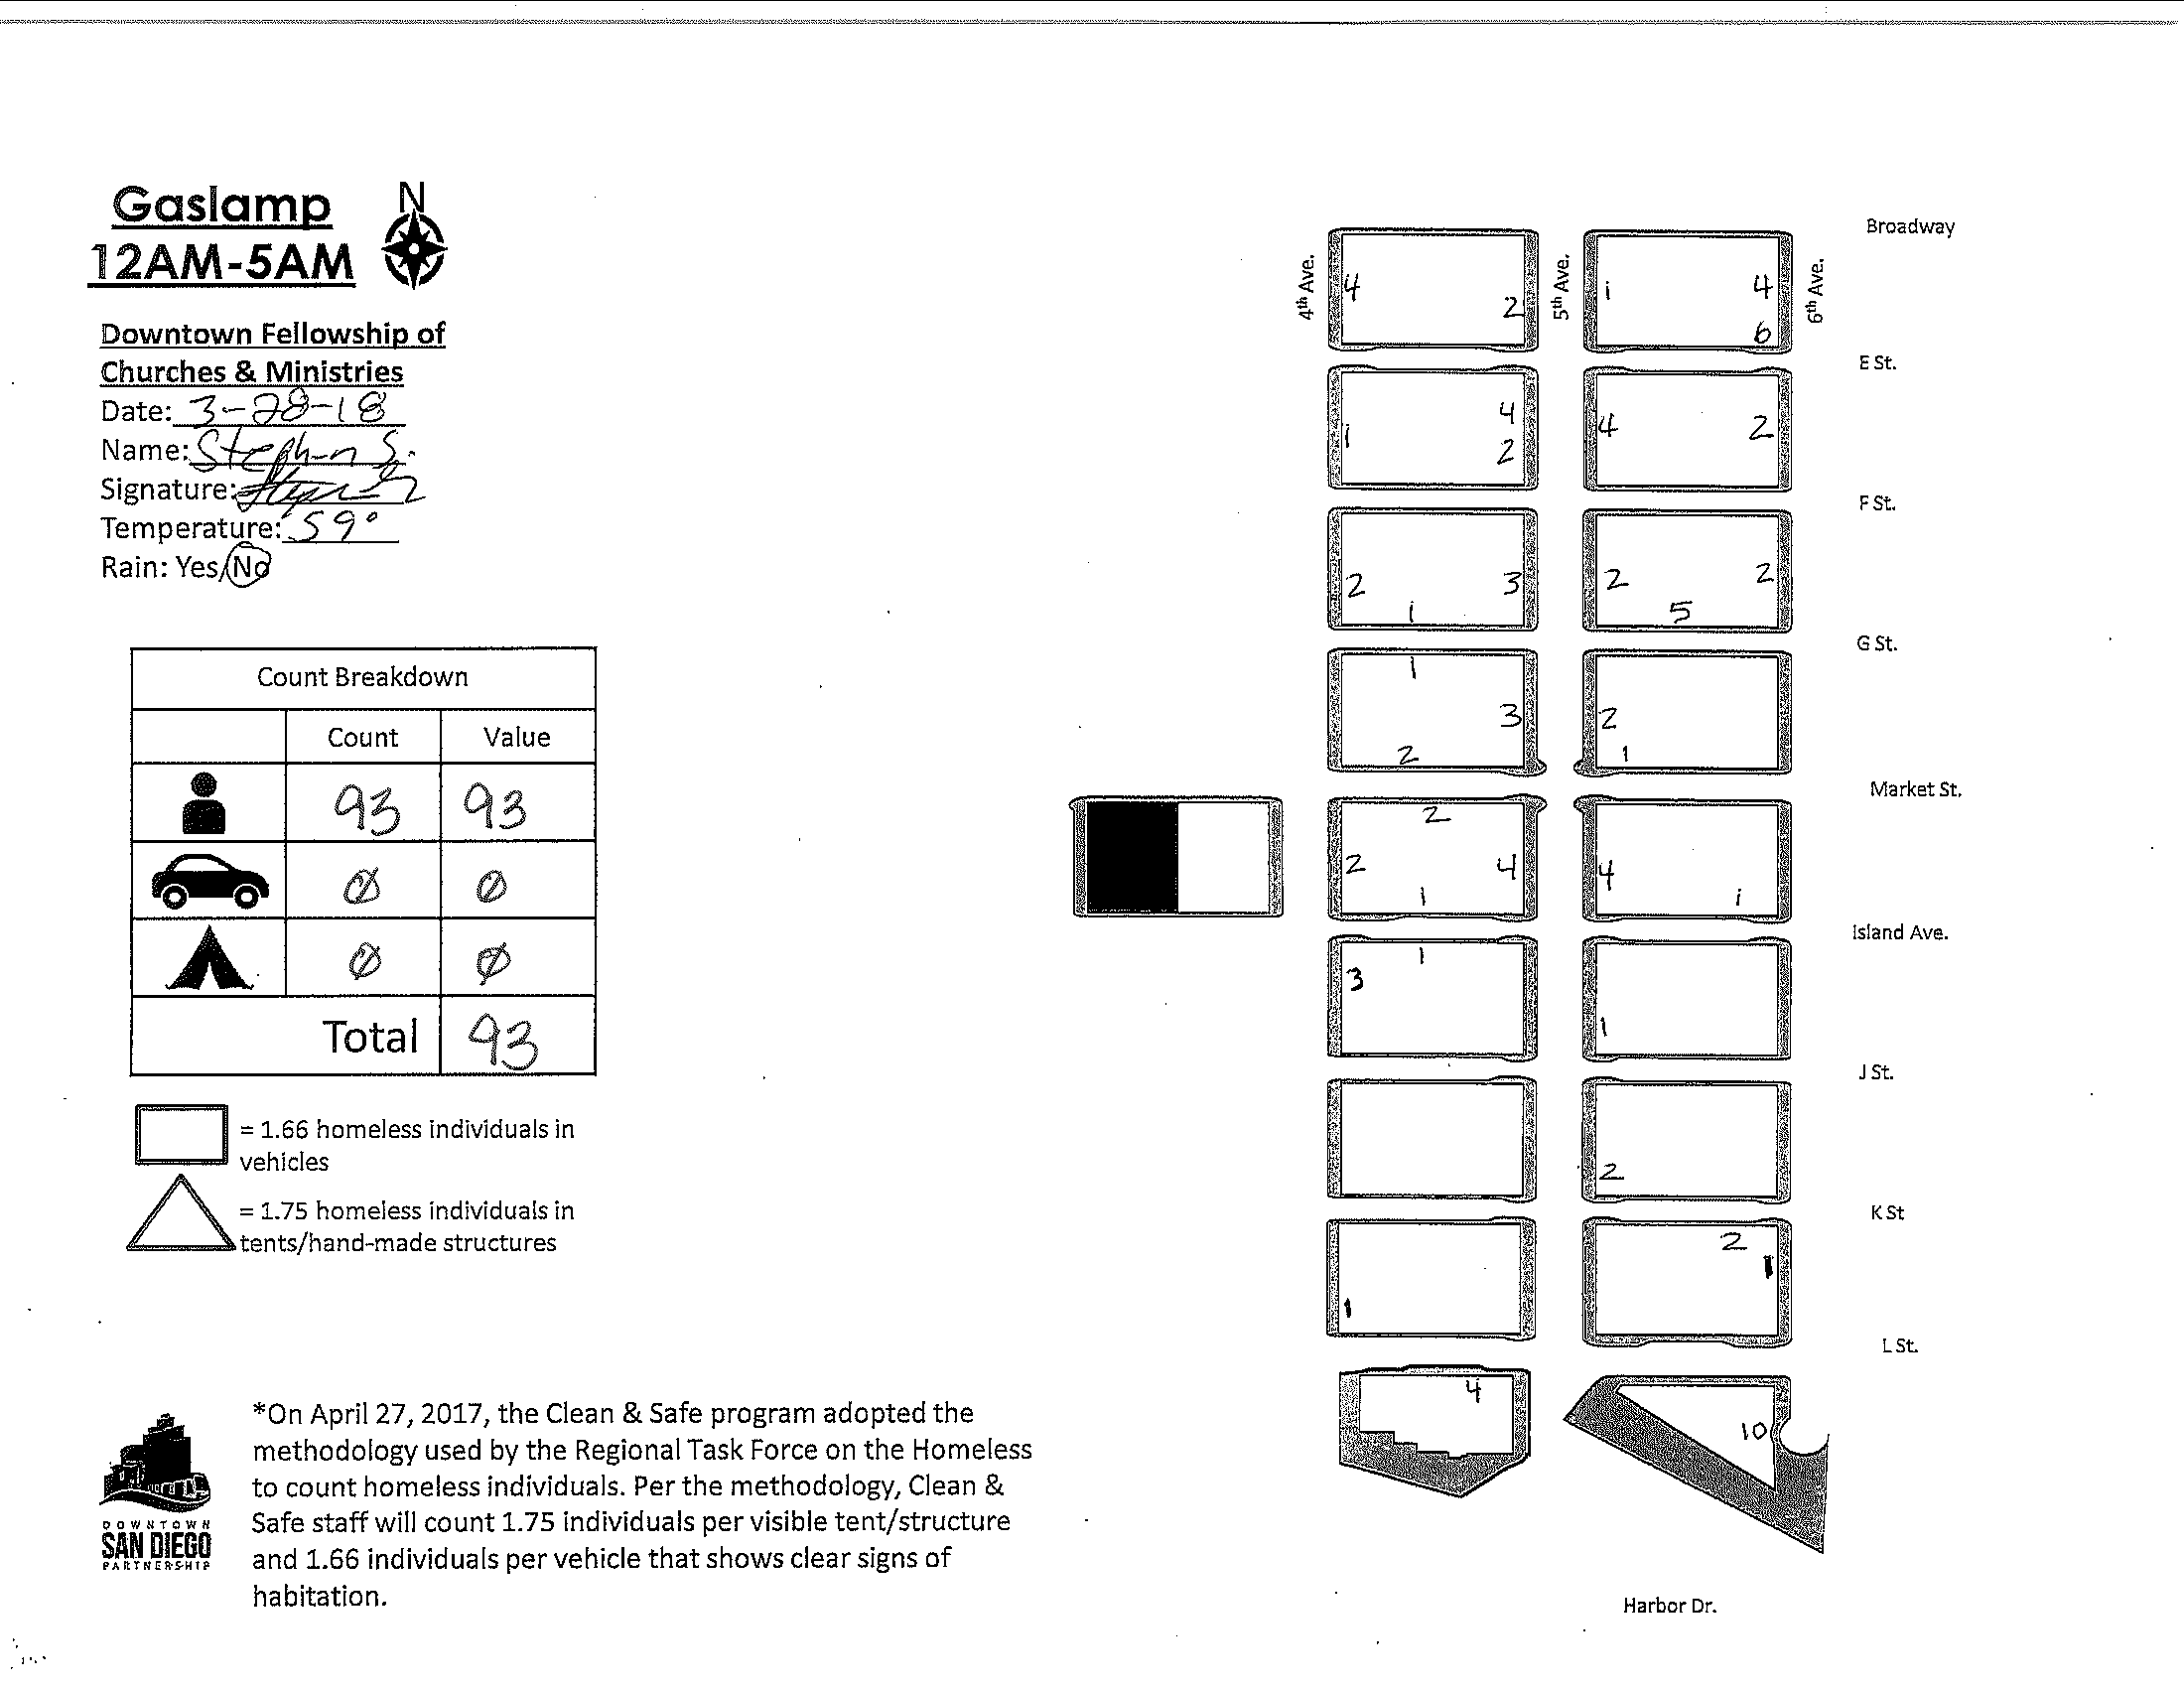 Gaslamp
12AM-5AM
N
Downtown Fellowship of
Churches & Ministries
Date: 3-28-18
Name: Stephen S.
Signature:
Temperature: 59°
Rain: Yes/No
Count Breakdown
Count Value
93 93
Ø Ø
Ø Ø
Total 93
= 1.66 homeless individuals in
vehicles
= 1.75 homeless individuals in
tents/hand-made structures
DOWNTOWN
SAN DIEGO
PARTNERSHIP
*On April 27, 2017, the Clean & Safe program adopted the
methodology used by the Regional Task Force on the Homeless
to count homeless individuals. Per the methodology, Clean &
Safe staff will count 1.75 individuals per visible tent/structure
and 1.66 individuals per vehicle that shows clear signs of
habitation.
Broadway
4th Ave. 5th Ave. 6th Ave.
4 2 1 4
6
E St.
1 4 4 2
2
F St.
2 3 2 2
1 5
G St.
1
3 2
2 1
Market St.
2
2 4 4
1 1
Island Ave.
1
3
1
J St.
2
K St
2
1
1
L St.
4
10
Harbor Dr.